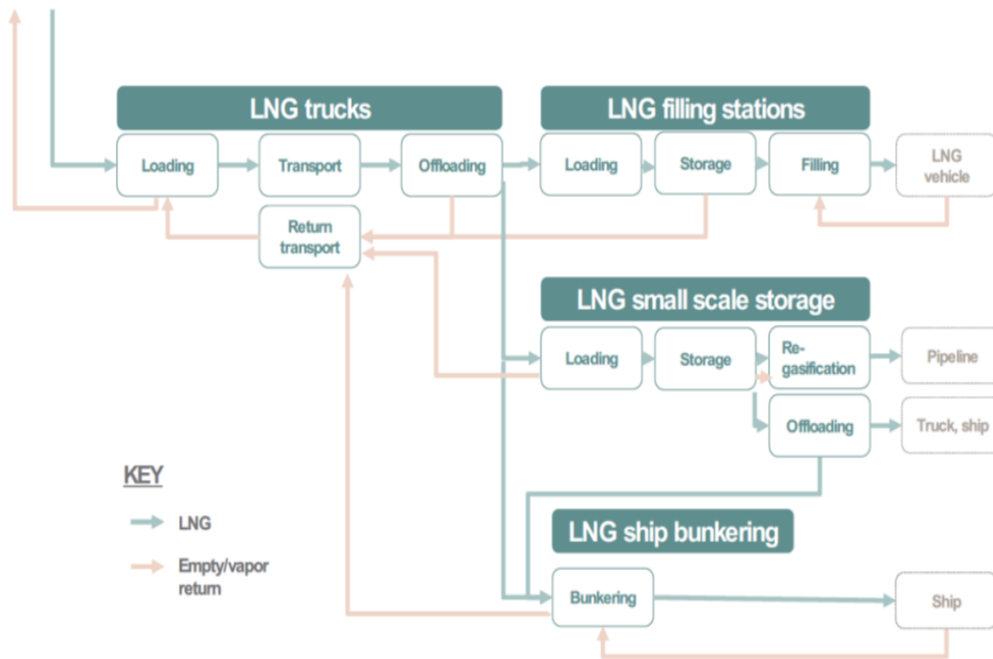 LNG trucks
LNG filling stations
Loading
Transport
Offloading
Loading
Storage
Filling
LNG
vehicle
Return
transport
LNG small scale storage
Loading
Storage
Re-
gasification
Pipeline
Offloading
Truck, ship
KEY
LNG
Empty/vapor
return
LNG ship bunkering
Bunkering
Ship